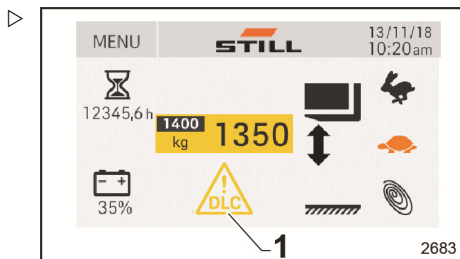 MENU
STILL
13/11/18
10:20am
12345,6 h
1400
kg
1350
35%
DLC
1
2683